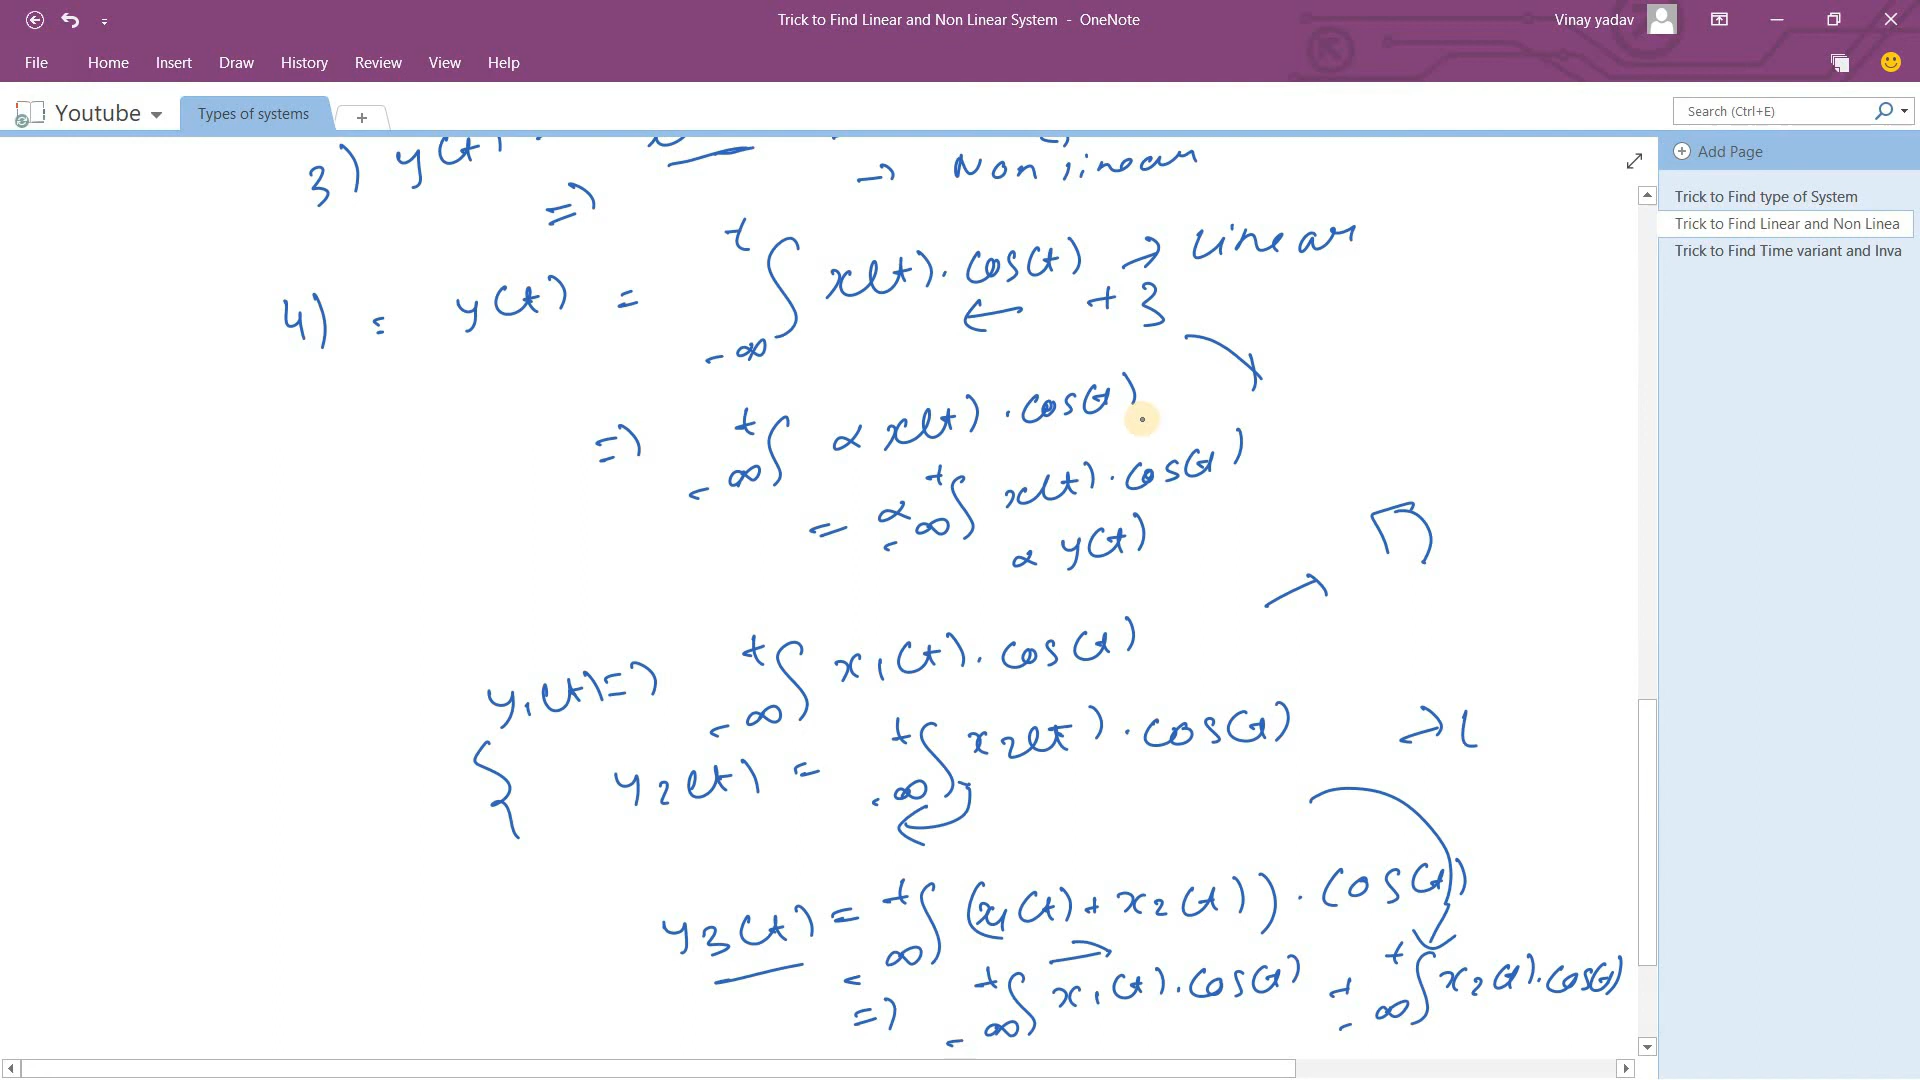 Trick to Find Linear and Non Linear System - OneNote
Vinay yadav
File Home Insert Draw History Review View Help
Youtube
Types of systems
+
Search (Ctrl+E)
Add Page
Trick to Find type of System
Trick to Find Linear and Non Linea
Trick to Find Time variant and Inva
3) y(t)
→ Non linear
⇒
4) = y(t) = ∫_{-∞}^{t} x(t).cos(t) → Linear
← + 3
⇒ ∫_{-∞}^{t} α x(t).cos(t)
= α ∫_{-∞}^{t} x(t).cos(t)
α y(t)
y1(t) ⇒ ∫_{-∞}^{t} x1(t).cos(t)
y2(t) = ∫_{-∞}^{t} x2(t).cos(t) → L
y3(t) = ∫_{-∞}^{t} (x1(t) + x2(t)).cos(t)
⇒ ∫_{-∞}^{t} x1(t).cos(t) + ∫_{-∞}^{t} x2(t).cos(t)